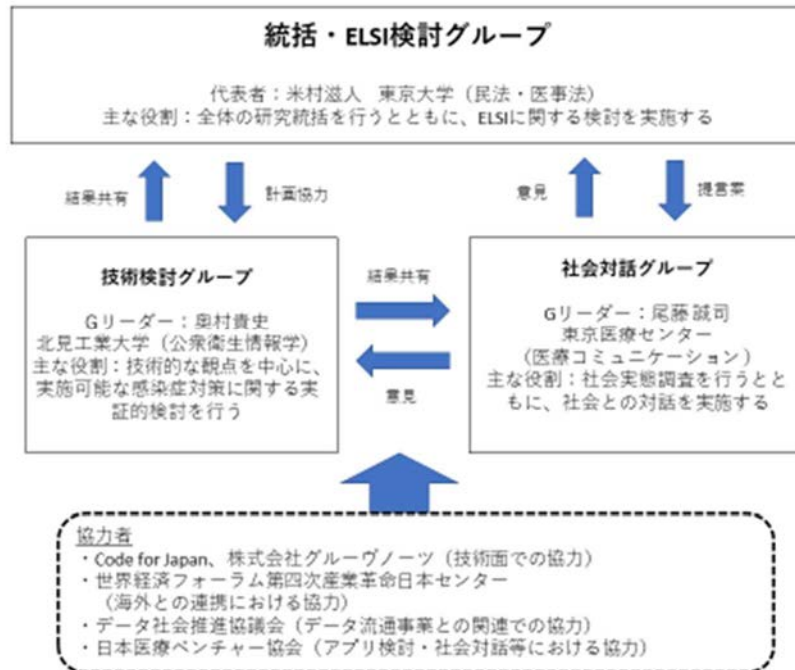 統括・ELSI検討グループ
代表者：米村滋人　東京大学（民法・医事法）
主な役割：全体の研究統括を行うとともに、ELSIに関する検討を実施する
結果共有
計画協力
意見
提言案
技術検討グループ
Gリーダー：奥村貴史
北見工業大学（公衆衛生情報学）
主な役割：技術的な観点を中心に、
実施可能な感染症対策に関する実
証的検討を行う
結果共有
意見
社会対話グループ
Gリーダー：尾藤誠司
東京医療センター
（医療コミュニケーション）
主な役割：社会実態調査を行うとと
もに、社会との対話を実施する
協力者
・Code for Japan、株式会社グルーヴノーツ（技術面での協力）
・世界経済フォーラム第四次産業革命日本センター
（海外との連携における協力）
・データ社会推進協議会（データ流通事業との関連での協力）
・日本医療ベンチャー協会（アプリ検討・社会対話等における協力）